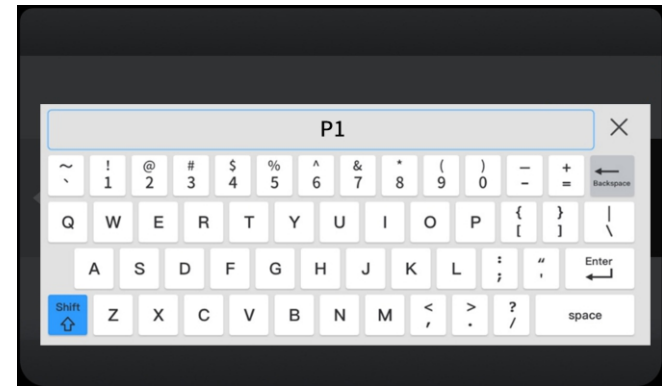 P1
~ ! @ # $ % ^ & * ( ) — +
` 1 2 3 4 5 6 7 8 9 0 - = Backspace
Q W E R T Y U I O P { [ } ] | \
A S D F G H J K L : ; " ' Enter
Shift Z X C V B N M < , > . ? / space